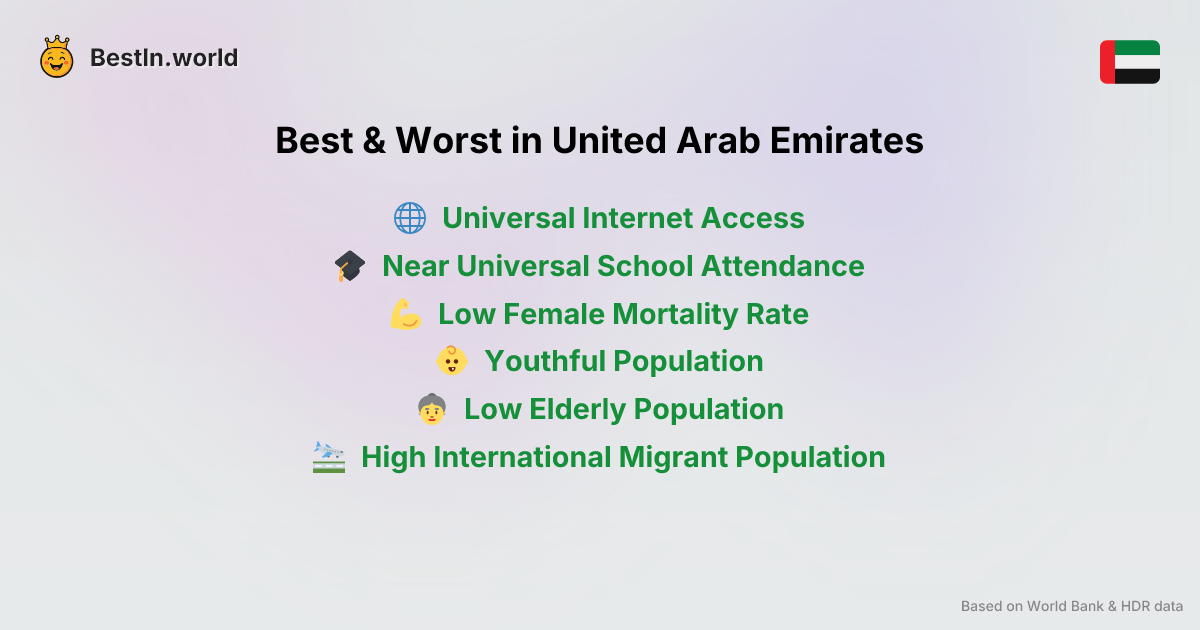 BestIn.world
Best & Worst in United Arab Emirates
Universal Internet Access
Near Universal School Attendance
Low Female Mortality Rate
Youthful Population
Low Elderly Population
High International Migrant Population
Based on World Bank & HDR data